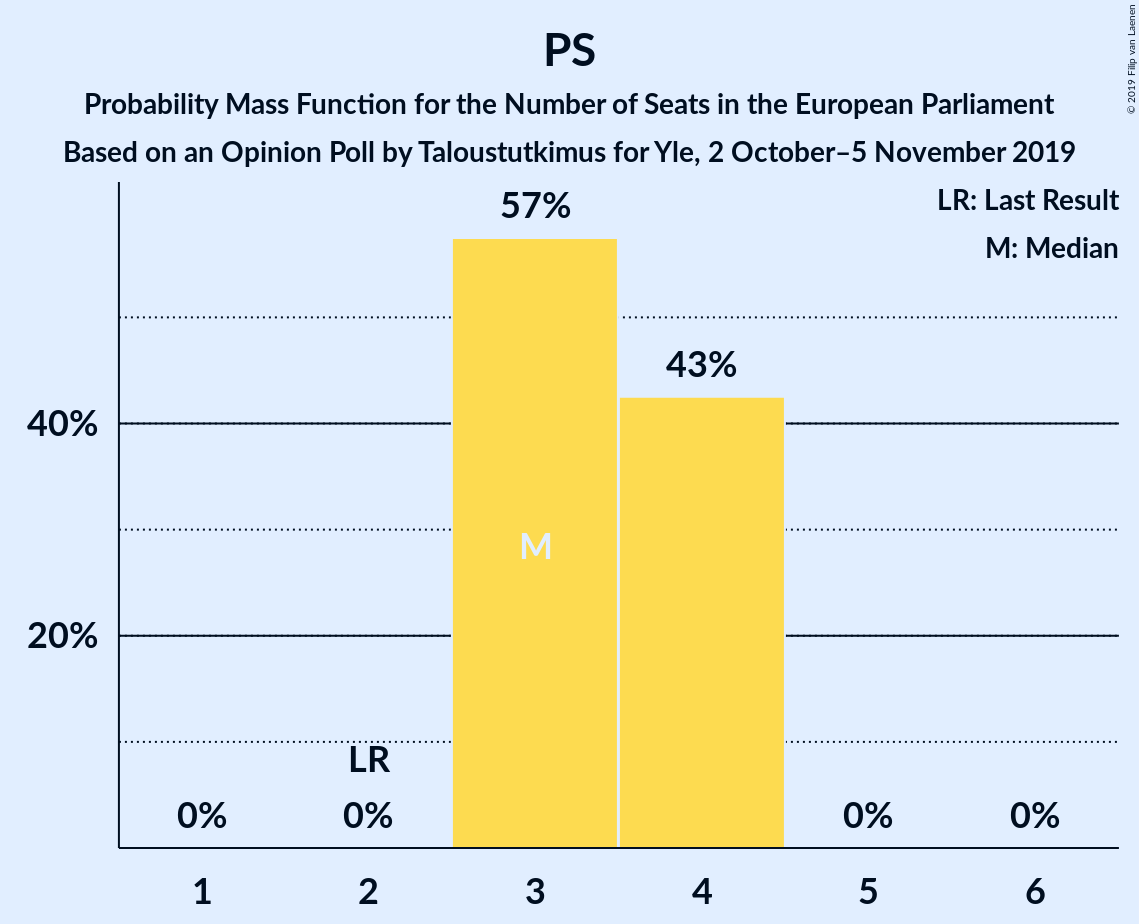 PS
Probability Mass Function for the Number of Seats in the European Parliament
Based on an Opinion Poll by Taloustutkimus for Yle, 2 October–5 November 2019
© 2019 Filip van Laenen
LR: Last Result
M: Median
57%
43%
40%
M
20%
LR
0% 0% 0% 0%
1 2 3 4 5 6